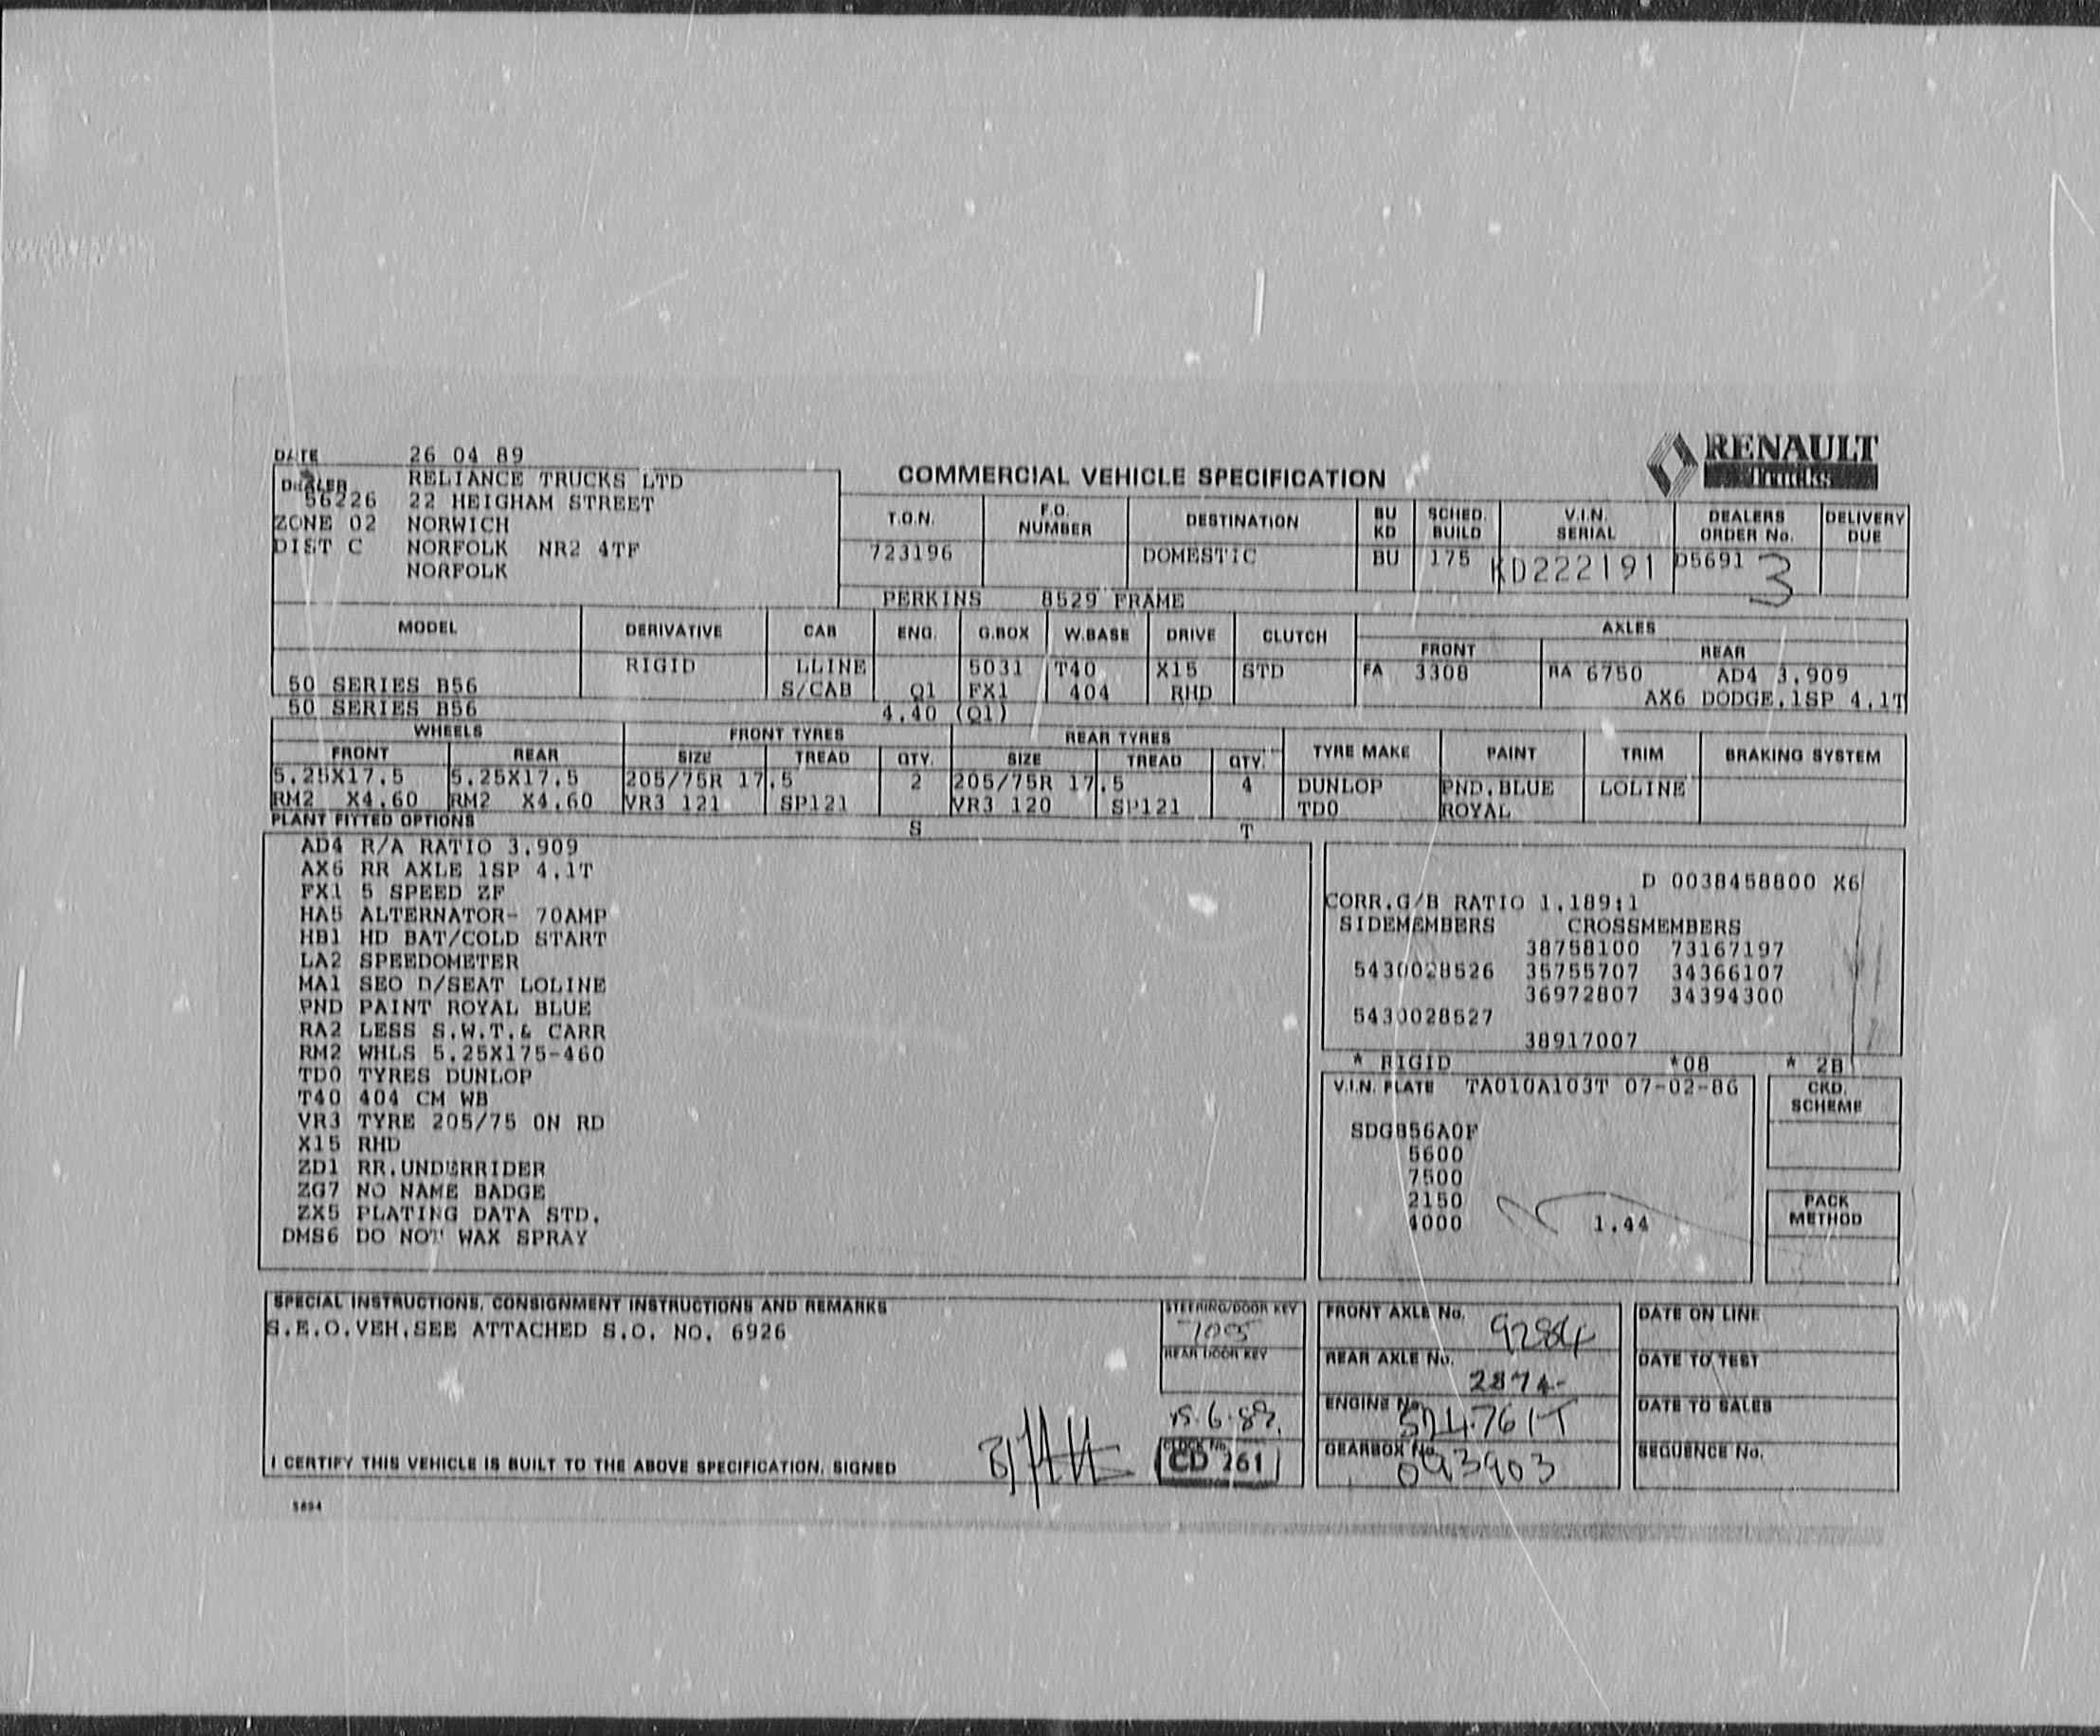 DATE 26 04 89
DEALER RELIANCE TRUCKS LTD
56226 22 HEIGHAM STREET
ZONE 02 NORWICH
DIST C NORFOLK NR2 4TF
NORFOLK
COMMERCIAL VEHICLE SPECIFICATION
RENAULT
Trucks
T.O.N. F.O. NUMBER DESTINATION BU KD SCHED. BUILD V.I.N. SERIAL DEALERS ORDER No. DELIVERY DUE
723196 DOMESTIC BU 175 KD222191 D5691 3
PERKINS 8529 FRAME
MODEL DERIVATIVE CAB ENG. G.BOX W.BASE DRIVE CLUTCH AXLES
FRONT REAR
RIGID LLINE 5031 T40 X15 STD FA 3308 RA 6750 AD4 3.909
50 SERIES B56 S/CAB Q1 FX1 404 RHD AX6 DODGE.1SP 4.1T
50 SERIES B56 4.40 (Q1)
WHEELS FRONT TYRES REAR TYRES TYRE MAKE PAINT TRIM BRAKING SYSTEM
FRONT REAR SIZE TREAD QTY. SIZE TREAD QTY.
5.25X17.5 5.25X17.5 205/75R 17.5 2 205/75R 17.5 4 DUNLOP PND.BLUE LOLINE
RM2 X4.60 RM2 X4.60 VR3 121 SP121 VR3 120 SP121 TD0 ROYAL
PLANT FITTED OPTIONS S T
AD4 R/A RATIO 3.909
AX6 RR AXLE 1SP 4.1T
FX1 5 SPEED ZF
HA5 ALTERNATOR- 70AMP
HB1 HD BAT/COLD START
LA2 SPEEDOMETER
MA1 SEO D/SEAT LOLINE
PND PAINT ROYAL BLUE
RA2 LESS S.W.T.& CARR
RM2 WHLS 5.25X175-460
TD0 TYRES DUNLOP
T40 404 CM WB
VR3 TYRE 205/75 ON RD
X15 RHD
ZD1 RR.UNDERRIDER
ZG7 NO NAME BADGE
ZX5 PLATING DATA STD.
DMS6 DO NOT WAX SPRAY
D 0038458800 X6
CORR.G/B RATIO 1.189:1
SIDEMEMBERS CROSSMEMBERS
38758100 73167197
5430028526 35755707 34366107
36972807 34394300
5430028527
38917007
* RIGID *08 * 2B
V.I.N. PLATE TA010A103T 07-02-86
CKD. SCHEME
SDGB56A0F
5600
7500
2150
4000 1.44
PACK METHOD
SPECIAL INSTRUCTIONS, CONSIGNMENT INSTRUCTIONS AND REMARKS
S.E.O.VEH.SEE ATTACHED S.O. NO. 6926
STEERING/DOOR KEY
7005
REAR DOOR KEY
15.6.89.
CLOCK No.
CD 261
I CERTIFY THIS VEHICLE IS BUILT TO THE ABOVE SPECIFICATION. SIGNED
FRONT AXLE No. 9284
REAR AXLE No. 2874
ENGINE No.
GEARBOX No. 093903
DATE ON LINE
DATE TO TEST
DATE TO SALES
SEQUENCE No.
5894